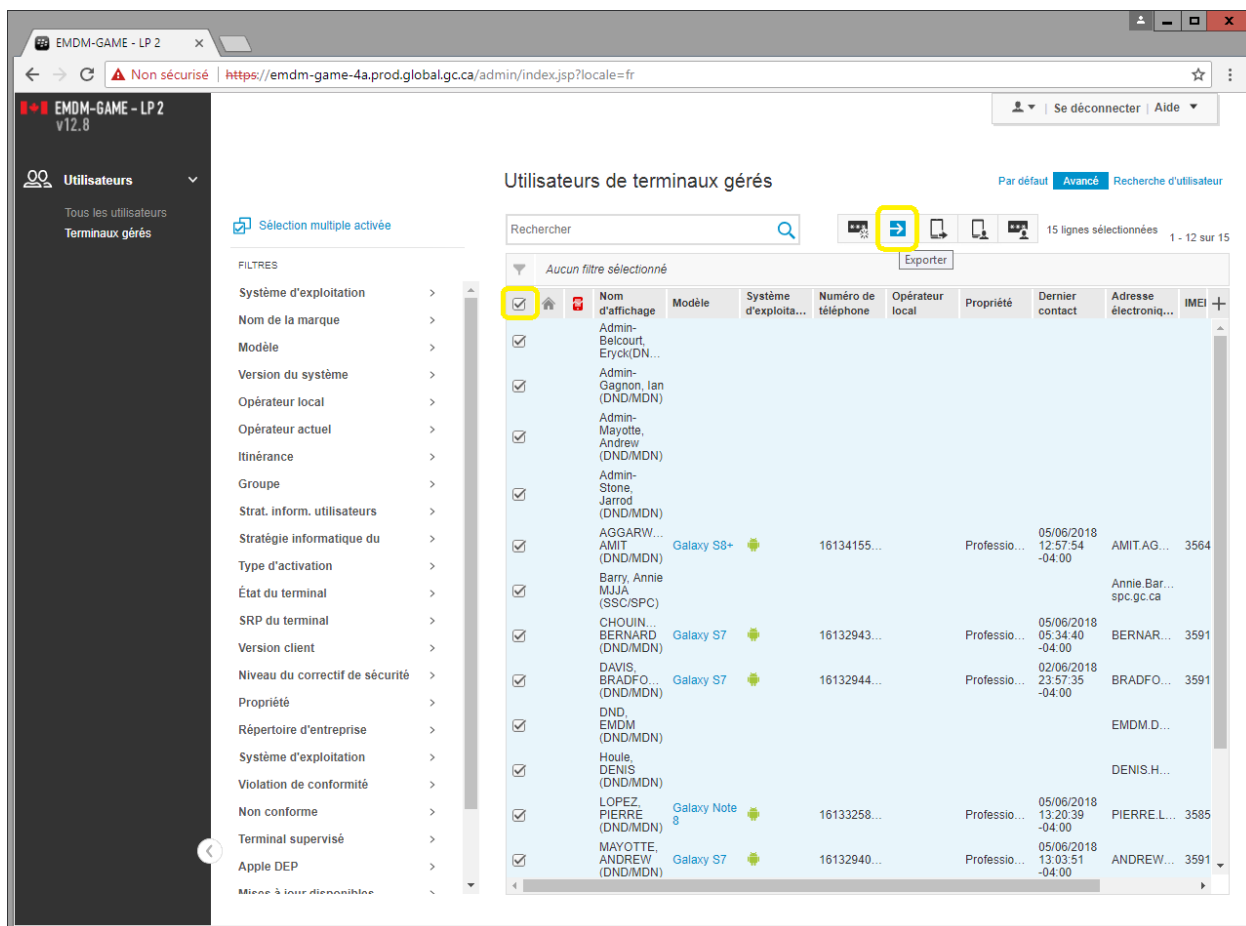 EMDM-GAME - LP 2
Non sécurisé | https://emdm-game-4a.prod.global.gc.ca/admin/index.jsp?locale=fr
EMDM-GAME – LP 2
v12.8
Se déconnecter | Aide
Utilisateurs
Tous les utilisateurs
Terminaux gérés
Utilisateurs de terminaux gérés
Par défaut Avancé Recherche d'utilisateur
Sélection multiple activée
Rechercher
15 lignes sélectionnées
1 - 12 sur 15
Exporter
FILTRES
Système d'exploitation
Nom de la marque
Modèle
Version du système
Opérateur local
Opérateur actuel
Itinérance
Groupe
Strat. inform. utilisateurs
Stratégie informatique du
Type d'activation
État du terminal
SRP du terminal
Version client
Niveau du correctif de sécurité
Propriété
Répertoire d'entreprise
Système d'exploitation
Violation de conformité
Non conforme
Terminal supervisé
Apple DEP
Mises à jour disponibles
Aucun filtre sélectionné
Nom d'affichage Modèle Système d'exploita... Numéro de téléphone Opérateur local Propriété Dernier contact Adresse électroniq... IMEI
Admin-
Belcourt,
Eryck(DN...
Admin-
Gagnon, Ian
(DND/MDN)
Admin-
Mayotte,
Andrew
(DND/MDN)
Admin-
Stone,
Jarrod
(DND/MDN)
AGGARW...
05/06/2018
AMIT Galaxy S8+ 16134155... Professio... 12:57:54 AMIT.AG... 3564
(DND/MDN) -04:00
Barry, Annie
MJJA Annie.Bar...
(SSC/SPC) spc.gc.ca
CHOUIN... 05/06/2018
BERNARD Galaxy S7 16132943... Professio... 05:34:40 BERNAR... 3591
(DND/MDN) -04:00
DAVIS, 02/06/2018
BRADFO... Galaxy S7 16132944... Professio... 23:57:35 BRADFO... 3591
(DND/MDN) -04:00
DND,
EMDM EMDM.D...
(DND/MDN)
Houle,
DENIS DENIS.H...
(DND/MDN)
LOPEZ, Galaxy Note 05/06/2018
PIERRE 8 16133258... Professio... 13:20:39 PIERRE.L... 3585
(DND/MDN) -04:00
MAYOTTE, 05/06/2018
ANDREW Galaxy S7 16132940... Professio... 13:03:51 ANDREW... 3591
(DND/MDN) -04:00